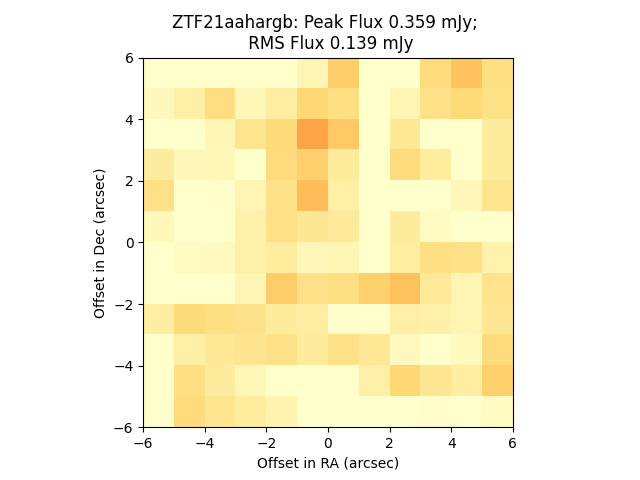 ZTF21aahargb: Peak Flux 0.359 mJy;
RMS Flux 0.139 mJy
6
4
2
0
−2
−4
−6
Offset in Dec (arcsec)
−6 −4 −2 0 2 4 6
Offset in RA (arcsec)